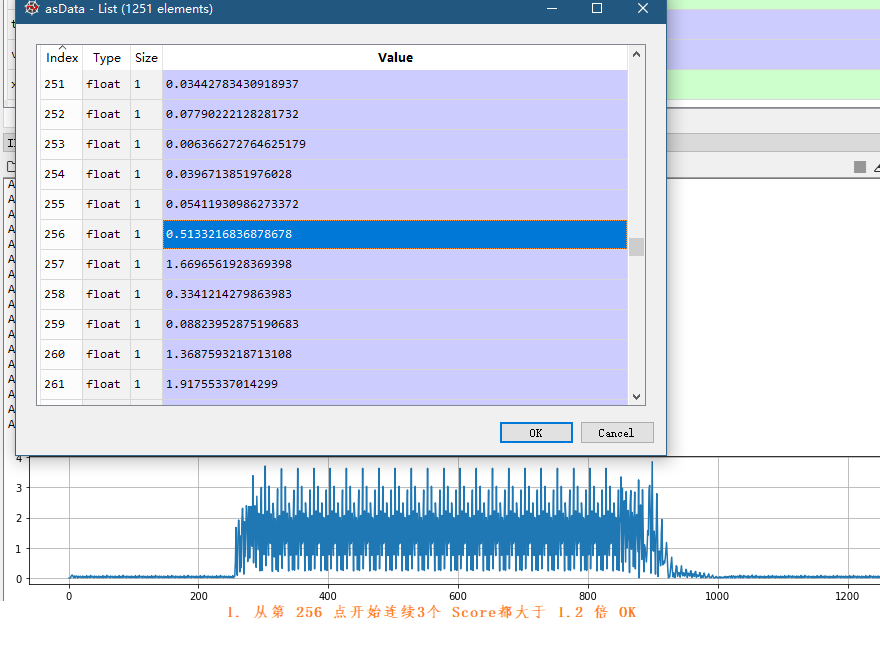 asData - List (1251 elements)
Index Type Size Value
251 float 1 0.03442783430918937
252 float 1 0.07790222128281732
253 float 1 0.006366272764625179
254 float 1 0.0396713851976028
255 float 1 0.05411930986273372
256 float 1 0.5133216836878678
257 float 1 1.6696561928369398
258 float 1 0.3341214279863983
259 float 1 0.08823952875190683
260 float 1 1.3687593218713108
261 float 1 1.91755337014299
OK Cancel
4
3
2
1
0
0 200 400 600 800 1000 1200
1. 从第 256 点开始连续3个 Score都大于 1.2 倍 OK